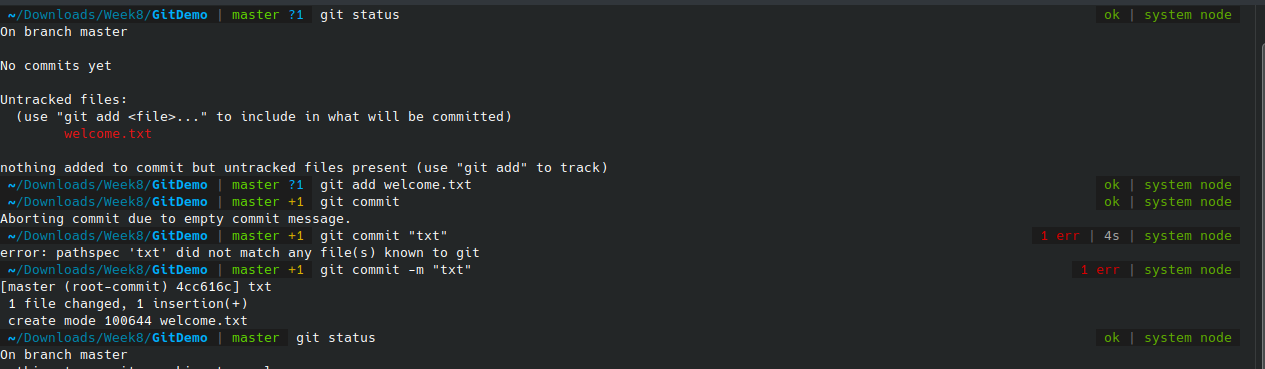 ~/Downloads/Week8/GitDemo | master ?1 git status ok | system node
On branch master
No commits yet
Untracked files:
(use "git add <file>..." to include in what will be committed)
welcome.txt
nothing added to commit but untracked files present (use "git add" to track)
~/Downloads/Week8/GitDemo | master ?1 git add welcome.txt ok | system node
~/Downloads/Week8/GitDemo | master +1 git commit ok | system node
Aborting commit due to empty commit message.
~/Downloads/Week8/GitDemo | master +1 git commit "txt" 1 err | 4s | system node
error: pathspec 'txt' did not match any file(s) known to git
~/Downloads/Week8/GitDemo | master +1 git commit -m "txt" 1 err | system node
[master (root-commit) 4cc616c] txt
1 file changed, 1 insertion(+)
create mode 100644 welcome.txt
~/Downloads/Week8/GitDemo | master git status ok | system node
On branch master